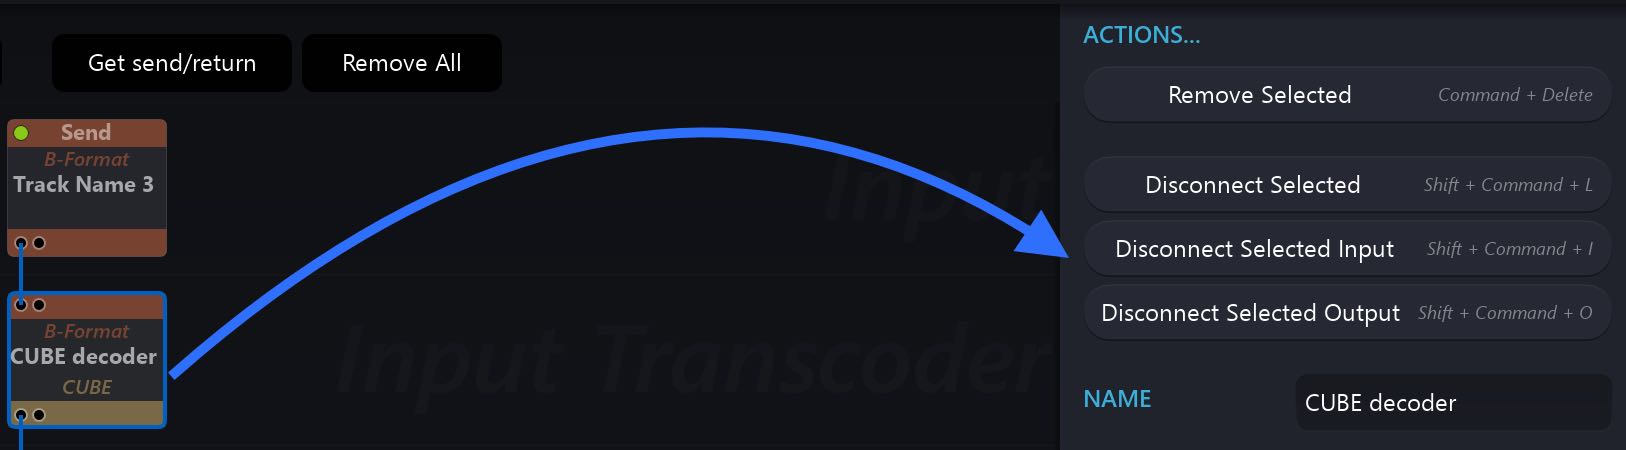 Get send/return
Remove All
Send
B-Format
Track Name 3
B-Format
CUBE decoder
CUBE
Input
Input Transcoder
ACTIONS...
Remove Selected Command + Delete
Disconnect Selected Shift + Command + L
Disconnect Selected Input Shift + Command + I
Disconnect Selected Output Shift + Command + O
NAME CUBE decoder